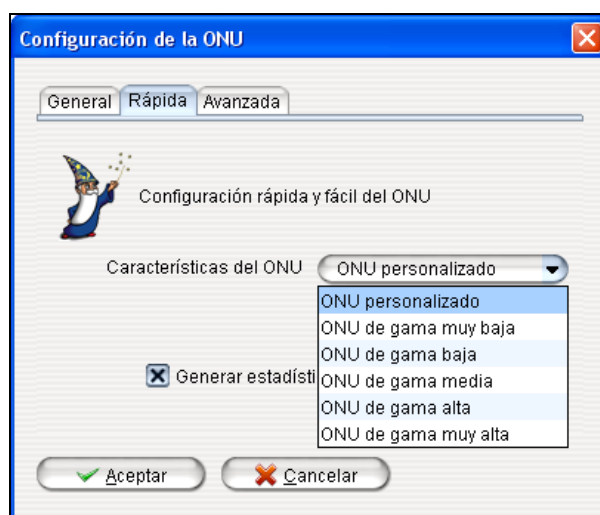 Configuración de la ONU
General Rápida Avanzada
Configuración rápida y fácil del ONU
Características del ONU ONU personalizado
ONU personalizado
ONU de gama muy baja
ONU de gama baja
Generar estadísti ONU de gama media
ONU de gama alta
ONU de gama muy alta
Aceptar Cancelar